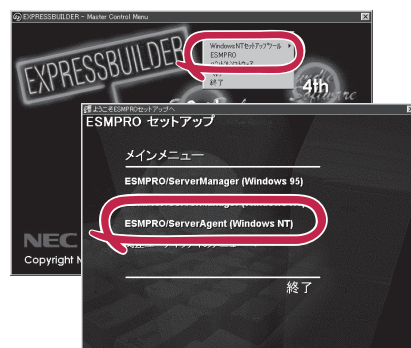 EXPRESSBUILDER - Master Control Menu
EXPRESSBUILDER
WindowsNTセットアップツール
ESMPRO
終了
4th
ようこそESMPROセットアップへ
ESMPRO セットアップ
メインメニュー
ESMPRO/ServerManager (Windows 95)
ESMPRO/ServerAgent (Windows NT)
NEC
Copyright N
終了